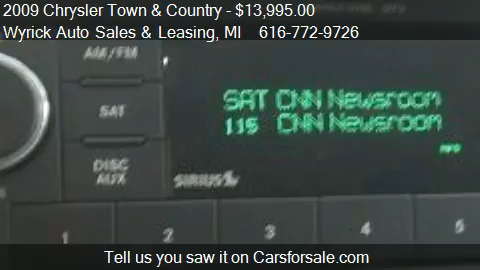 2009 Chrysler Town & Country - $13,995.00
Wyrick Auto Sales & Leasing, MI 616-772-9726
AM/FM
SAT
DISC
AUX
SAT CNN Newsroom
116 CNN Newsroom
SIRIUS
1 2 3 4 5
Tell us you saw it on Carsforsale.com